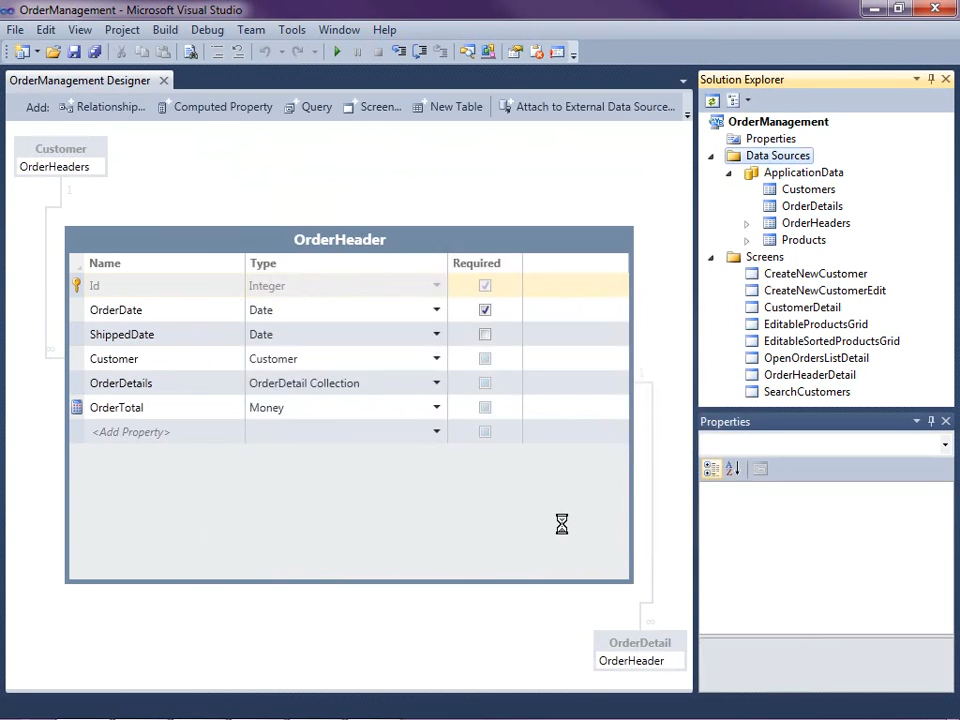 OrderManagement - Microsoft Visual Studio
File Edit View Project Build Debug Team Tools Window Help
OrderManagement Designer
Add: Relationship... Computed Property Query Screen... New Table Attach to External Data Source...
Customer
OrderHeaders
1
∞
OrderHeader
Name Type Required
Id Integer
OrderDate Date
ShippedDate Date
Customer Customer
OrderDetails OrderDetail Collection
OrderTotal Money
<Add Property>
1
∞
OrderDetail
OrderHeader
Solution Explorer
OrderManagement
Properties
Data Sources
ApplicationData
Customers
OrderDetails
OrderHeaders
Products
Screens
CreateNewCustomer
CreateNewCustomerEdit
CustomerDetail
EditableProductsGrid
EditableSortedProductsGrid
OpenOrdersListDetail
OrderHeaderDetail
SearchCustomers
Properties